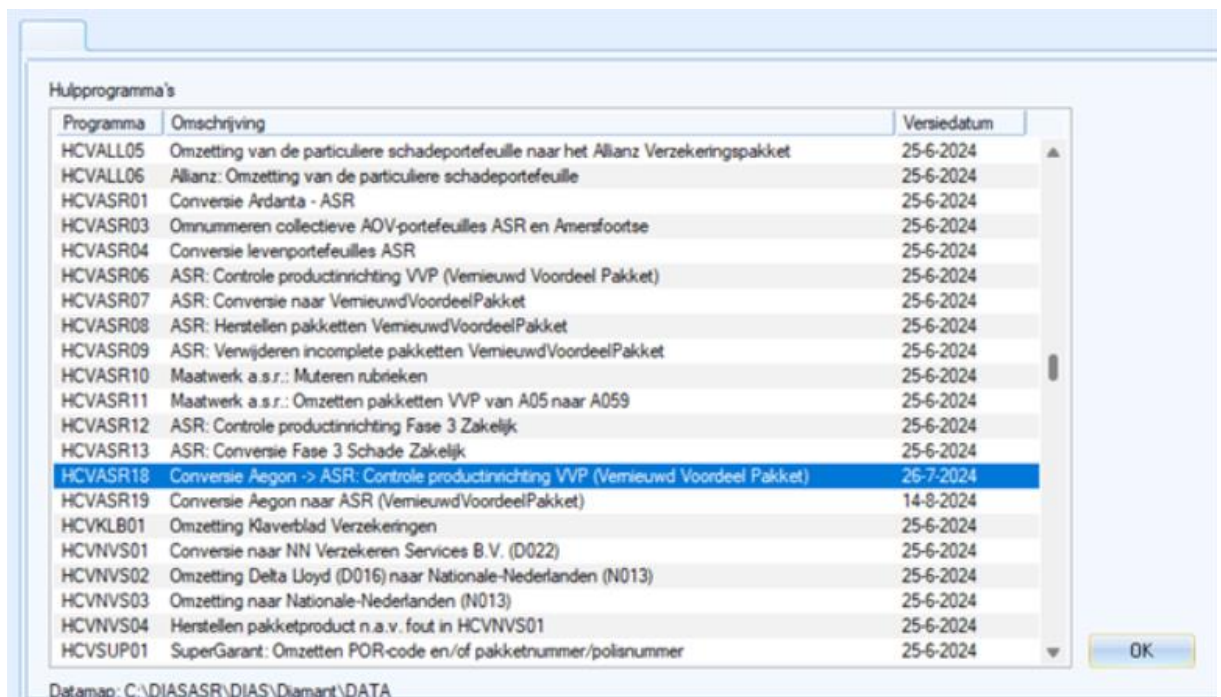 Hulpprogramma's
Programma Omschrijving Versiedatum
HCVALL05 Omzetting van de particuliere schadeportefeuille naar het Allianz Verzekeringspakket 25-6-2024
HCVALL06 Allianz: Omzetting van de particuliere schadeportefeuille 25-6-2024
HCVASR01 Conversie Ardanta - ASR 25-6-2024
HCVASR03 Omnummeren collectieve AOV-portefeuilles ASR en Amersfoortse 25-6-2024
HCVASR04 Conversie levenportefeuilles ASR 25-6-2024
HCVASR06 ASR: Controle productinrichting VVP (Vernieuwd Voordeel Pakket) 25-6-2024
HCVASR07 ASR: Conversie naar VernieuwdVoordeelPakket 25-6-2024
HCVASR08 ASR: Herstellen pakketten VernieuwdVoordeelPakket 25-6-2024
HCVASR09 ASR: Verwijderen incomplete pakketten VernieuwdVoordeelPakket 25-6-2024
HCVASR10 Maatwerk a.s.r.: Muteren rubrieken 25-6-2024
HCVASR11 Maatwerk a.s.r.: Omzetten pakketten VVP van A05 naar A059 25-6-2024
HCVASR12 ASR: Controle productinrichting Fase 3 Zakelijk 25-6-2024
HCVASR13 ASR: Conversie Fase 3 Schade Zakelijk 25-6-2024
HCVASR18 Conversie Aegon -> ASR: Controle productinrichting VVP (Vernieuwd Voordeel Pakket) 26-7-2024
HCVASR19 Conversie Aegon naar ASR (VernieuwdVoordeelPakket) 14-8-2024
HCVKLB01 Omzetting Klaverblad Verzekeringen 25-6-2024
HCVNVS01 Conversie naar NN Verzekeren Services B.V. (D022) 25-6-2024
HCVNVS02 Omzetting Delta Lloyd (D016) naar Nationale-Nederlanden (N013) 25-6-2024
HCVNVS03 Omzetting naar Nationale-Nederlanden (N013) 25-6-2024
HCVNVS04 Herstellen pakketproduct n.a.v. fout in HCVNVS01 25-6-2024
HCVSUP01 SuperGarant: Omzetten POR-code en/of pakketnummer/polisnummer 25-6-2024
OK
Datamap: C:\DIASASR\DIAS\Diamant\DATA